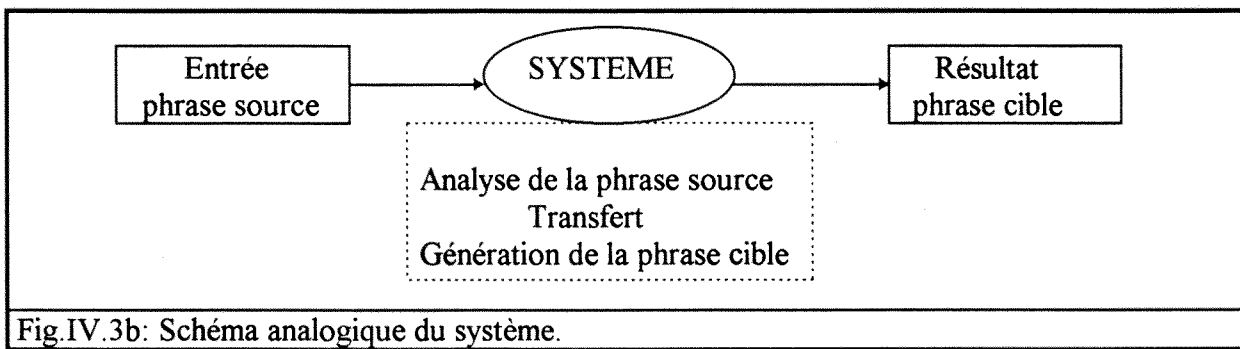 Entrée
phrase source
SYSTEME
Résultat
phrase cible
Analyse de la phrase source
Transfert
Génération de la phrase cible
Fig.IV.3b: Schéma analogique du système.